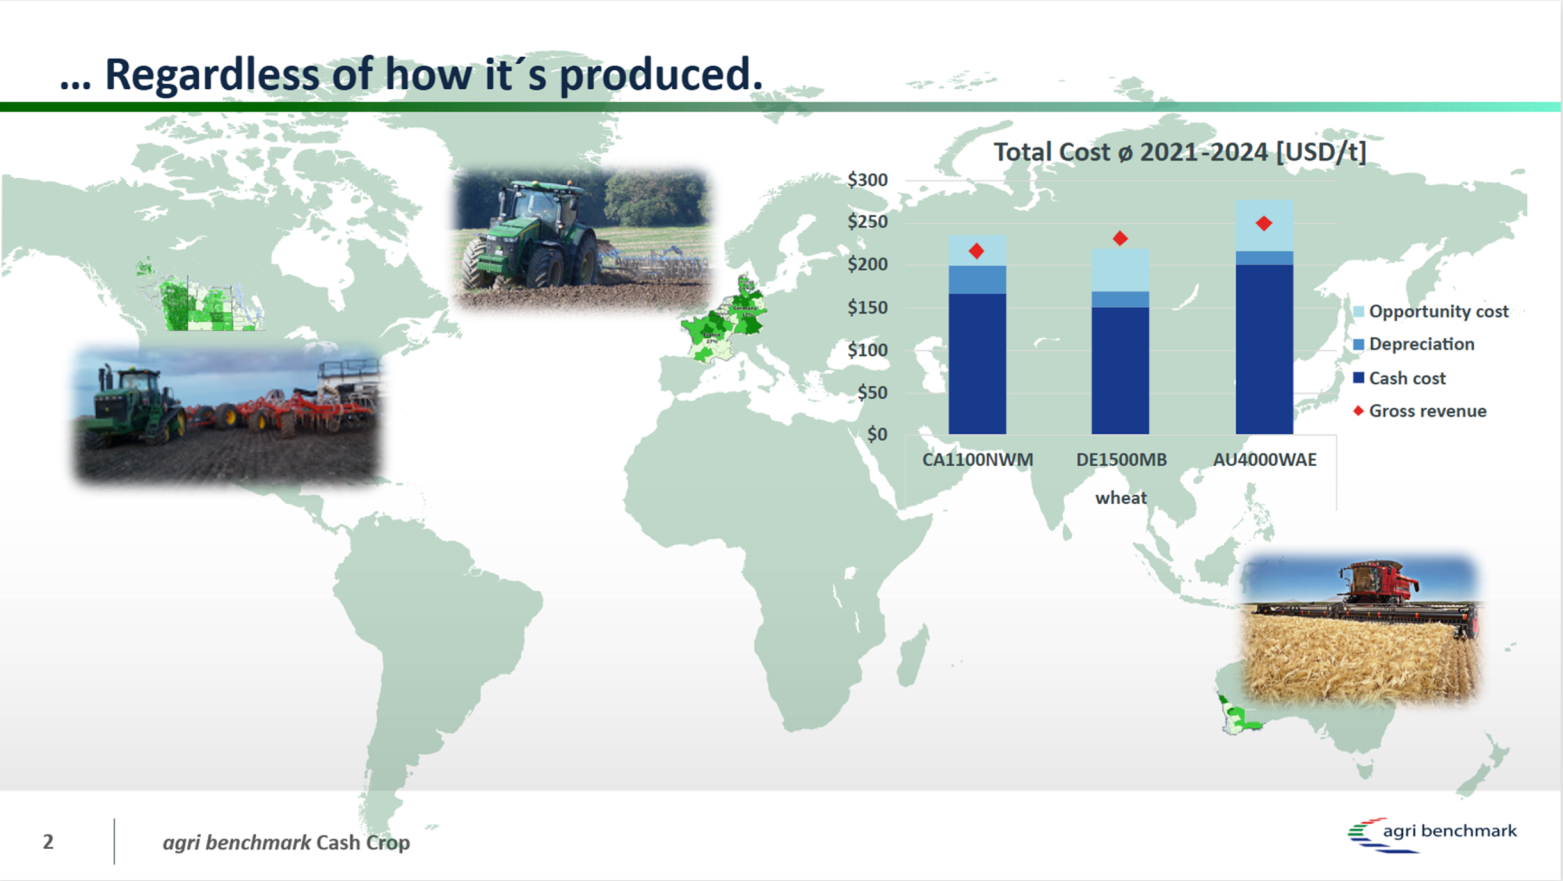 ... Regardless of how it´s produced.
Total Cost ø 2021-2024 [USD/t]
$300
$250
$200
$150
$100
$50
$0
CA1100NWM
DE1500MB
AU4000WAE
wheat
Opportunity cost
Depreciation
Cash cost
Gross revenue
2
agri benchmark Cash Crop
agri benchmark